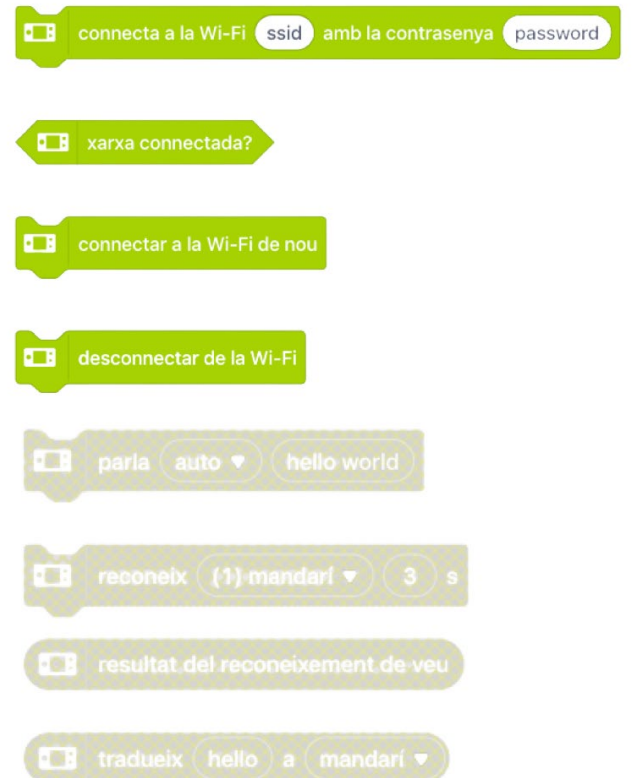 connecta a la Wi-Fi ssid amb la contrasenya password
xarxa connectada?
connectar a la Wi-Fi de nou
desconnectar de la Wi-Fi
parla auto hello world
reconeix (1) mandarí 3 s
resultat del reconeixement de veu
tradueix hello a mandarí